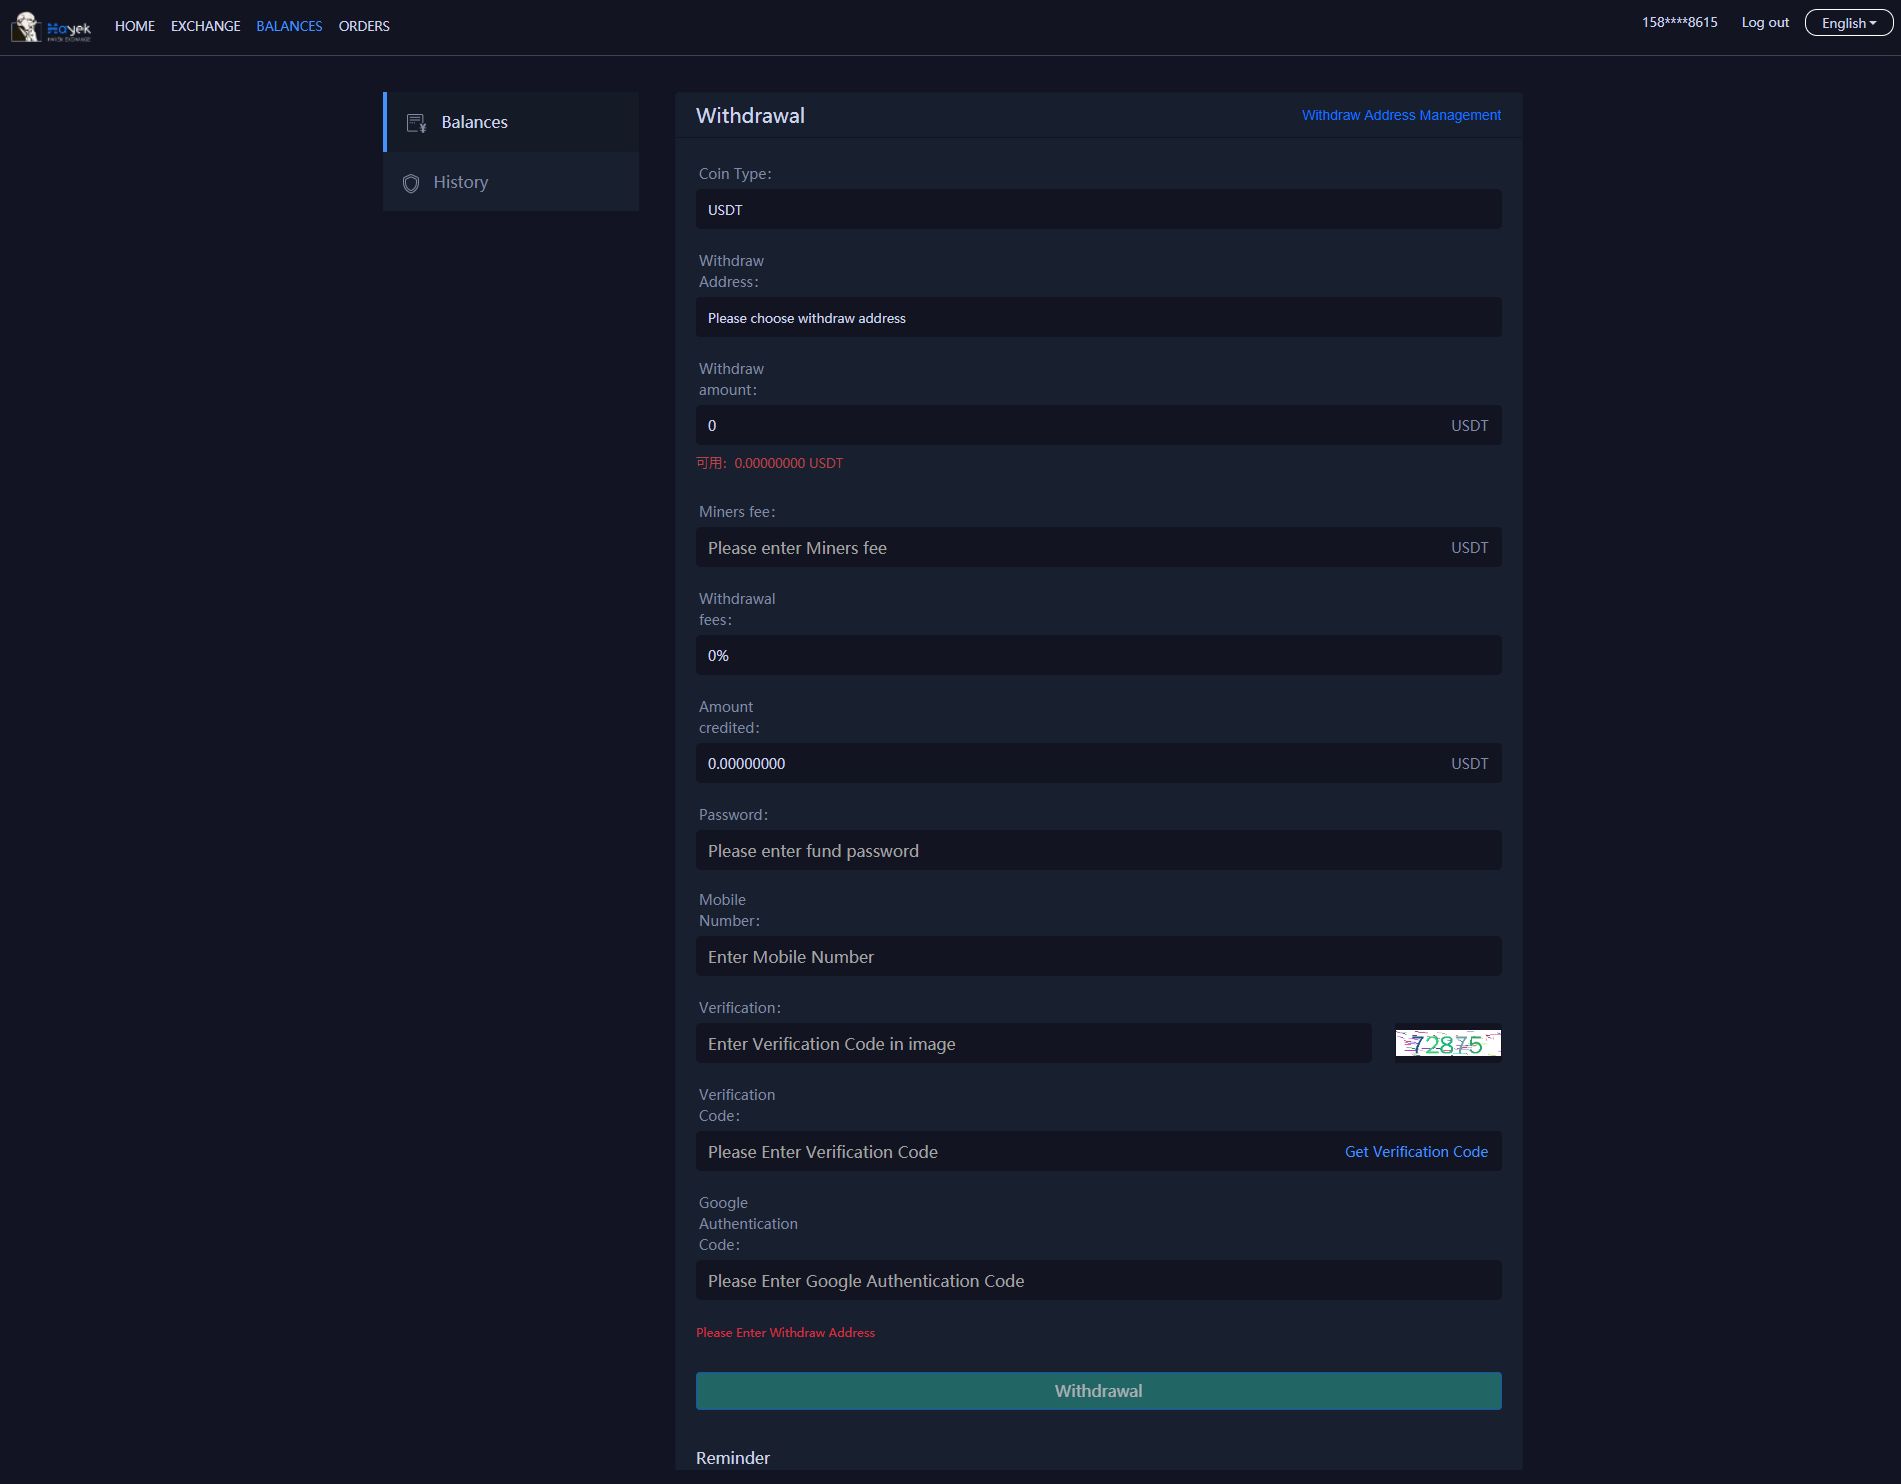 Hayek
HAYEK EXCHANGE
HOME
EXCHANGE
BALANCES
ORDERS
158****8615
Log out
English
Balances
History
Withdrawal
Withdraw Address Management
Coin Type：
USDT
Withdraw
Address：
Please choose withdraw address
Withdraw
amount：
0
USDT
可用：0.00000000 USDT
Miners fee：
Please enter Miners fee
USDT
Withdrawal
fees：
0%
Amount
credited：
0.00000000
USDT
Password：
Please enter fund password
Mobile
Number：
Enter Mobile Number
Verification：
Enter Verification Code in image
72875
Verification
Code：
Please Enter Verification Code
Get Verification Code
Google
Authentication
Code：
Please Enter Google Authentication Code
Please Enter Withdraw Address
Withdrawal
Reminder